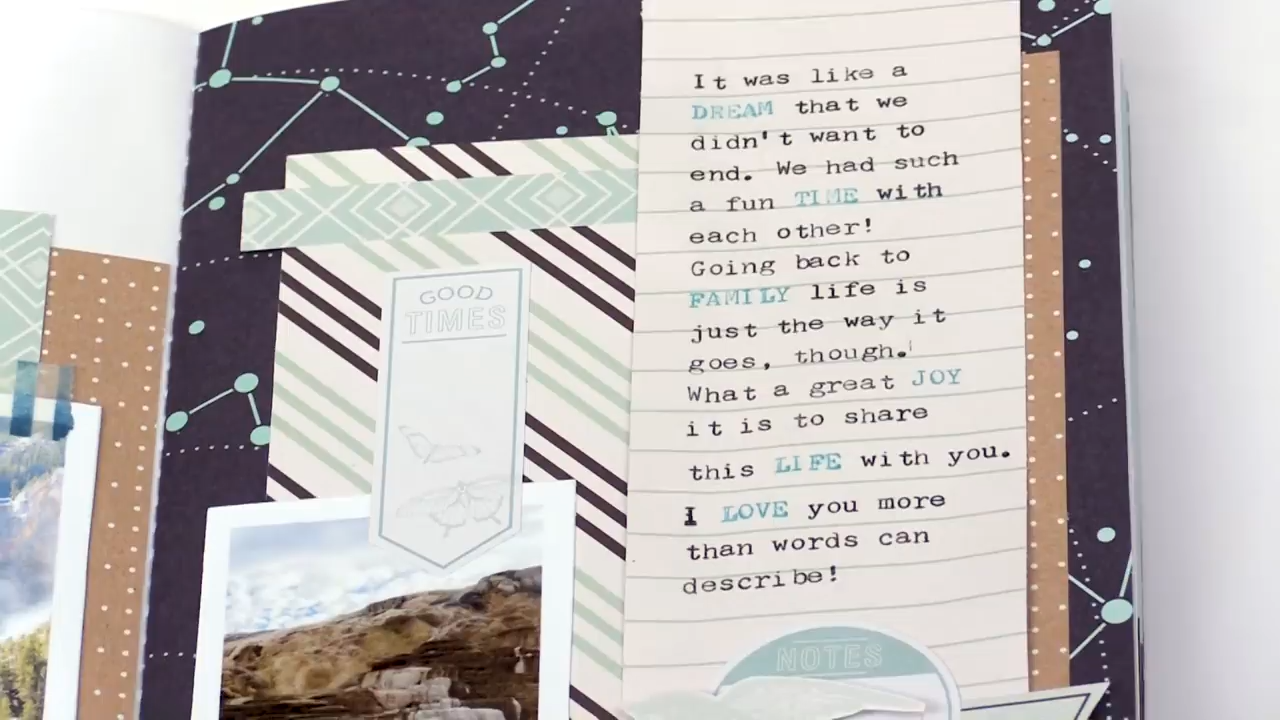 GOOD
TIMES
It was like a
DREAM that we
didn't want to
end. We had such
a fun TIME with
each other!
Going back to
FAMILY life is
just the way it
goes, though.
What a great JOY
it is to share
this LIFE with you.
I LOVE you more
than words can
describe!
NOTES